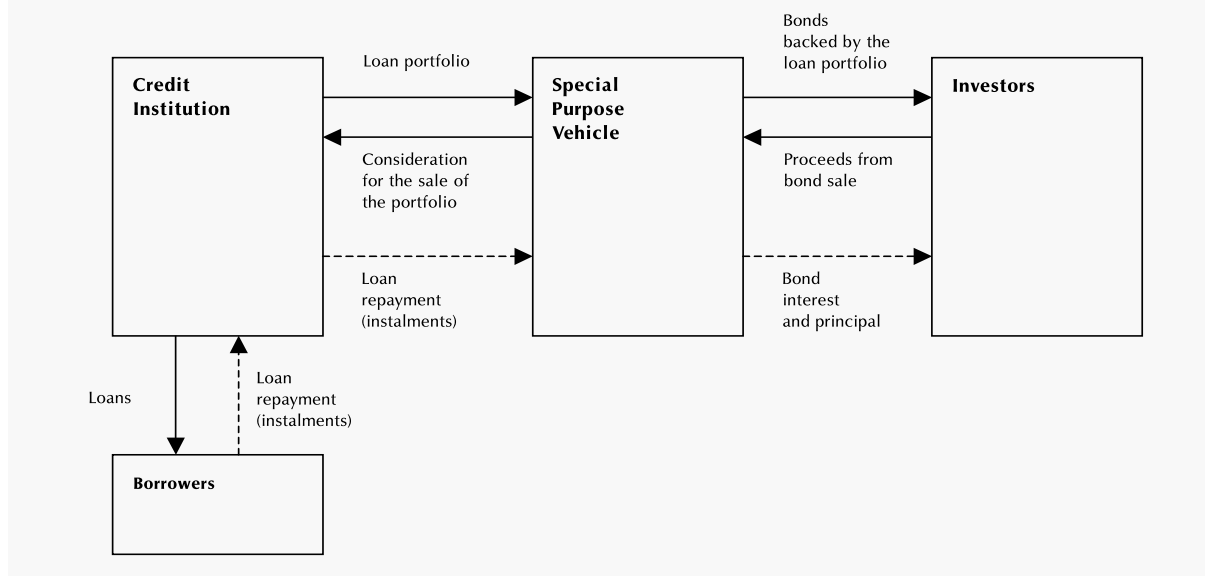 Bonds
backed by the
loan portfolio
Loan portfolio
Credit
Institution
Special
Purpose
Vehicle
Investors
Consideration
for the sale of
the portfolio
Proceeds from
bond sale
Loan
repayment
(instalments)
Bond
interest
and principal
Loans
Loan
repayment
(instalments)
Borrowers